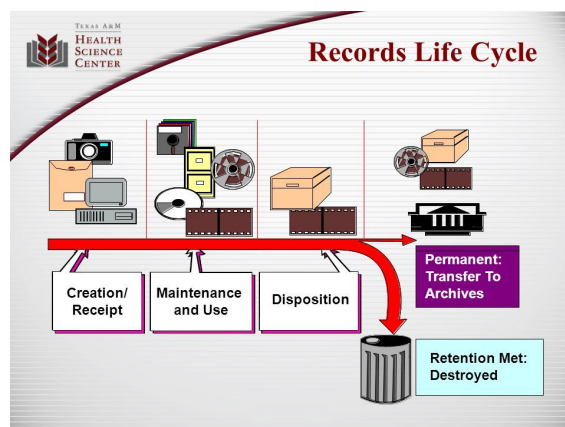 TEXAS A&M
HEALTH
SCIENCE
CENTER
Records Life Cycle
Creation/
Receipt
Maintenance
and Use
Disposition
Permanent:
Transfer To
Archives
Retention Met:
Destroyed